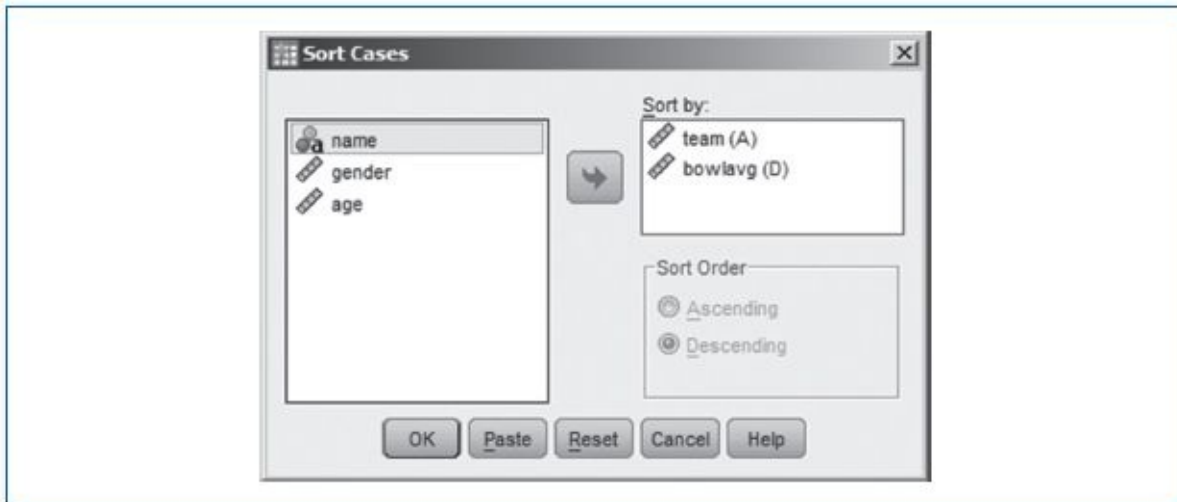 Sort Cases
name
gender
age
Sort by:
team (A)
bowlavg (D)
Sort Order
Ascending
Descending
OK Paste Reset Cancel Help